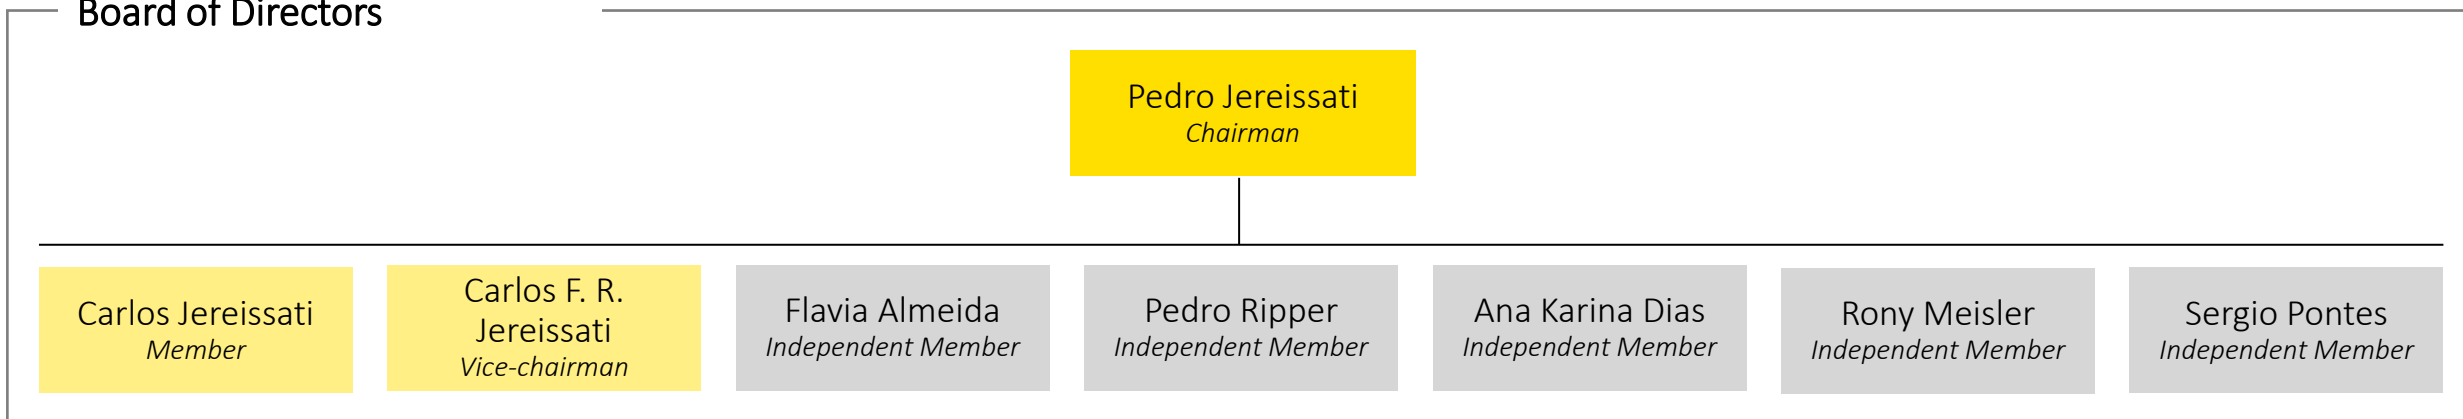 Board of Directors
Pedro Jereissati
Chairman
Carlos Jereissati
Member
Carlos F. R.
Jereissati
Vice-chairman
Flavia Almeida
Independent Member
Pedro Ripper
Independent Member
Ana Karina Dias
Independent Member
Rony Meisler
Independent Member
Sergio Pontes
Independent Member